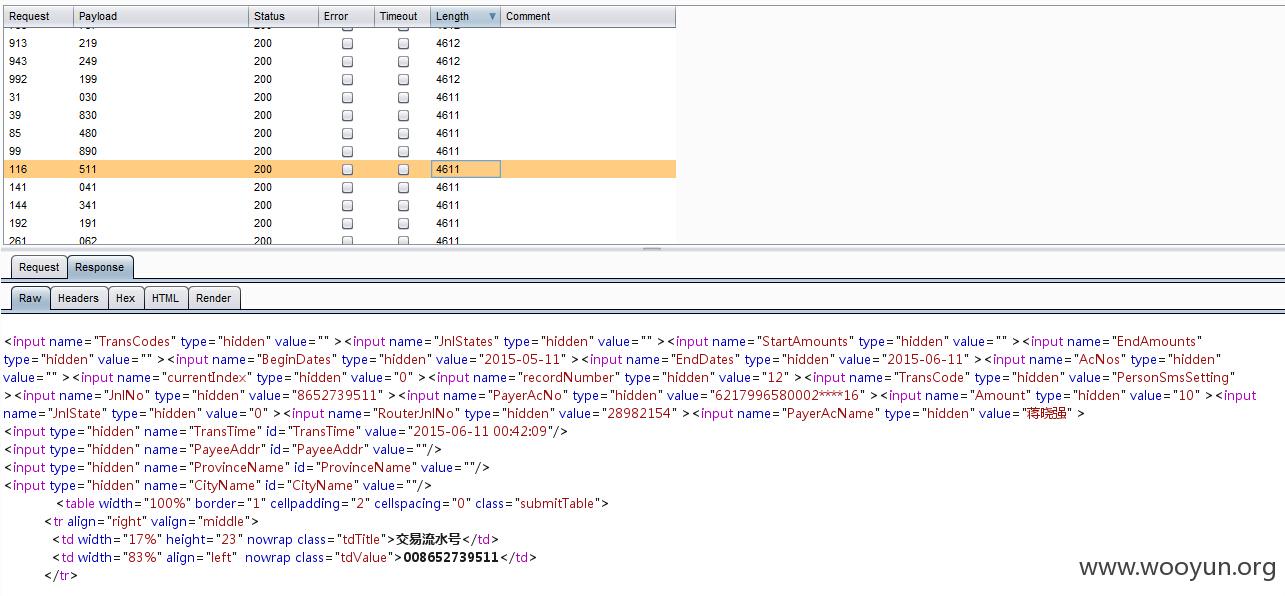 Request Payload Status Error Timeout Length Comment
913 219 200 4612
943 249 200 4612
992 199 200 4612
31 030 200 4611
39 830 200 4611
85 480 200 4611
99 890 200 4611
116 511 200 4611
141 041 200 4611
144 341 200 4611
192 191 200 4611
261 062 200 4611
Request Response
Raw Headers Hex HTML Render
<input name="TransCodes" type="hidden" value="" ><input name="JnlStates" type="hidden" value="" ><input name="StartAmounts" type="hidden" value="" ><input name="EndAmounts"
type="hidden" value="" ><input name="BeginDates" type="hidden" value="2015-05-11" ><input name="EndDates" type="hidden" value="2015-06-11" ><input name="AcNos" type="hidden"
value="" ><input name="currentIndex" type="hidden" value="0" ><input name="recordNumber" type="hidden" value="12" ><input name="TransCode" type="hidden" value="PersonSmsSetting"
><input name="JnlNo" type="hidden" value="8652739511" ><input name="PayerAcNo" type="hidden" value="6217996580002****16" ><input name="Amount" type="hidden" value="10" ><input
name="JnlState" type="hidden" value="0" ><input name="RouterJnlNo" type="hidden" value="28982154" ><input name="PayerAcName" type="hidden" value="蒋晓强" >
<input type="hidden" name="TransTime" id="TransTime" value="2015-06-11 00:42:09"/>
<input type="hidden" name="PayeeAddr" id="PayeeAddr" value=""/>
<input type="hidden" name="ProvinceName" id="ProvinceName" value=""/>
<input type="hidden" name="CityName" id="CityName" value=""/>
<table width="100%" border="1" cellpadding="2" cellspacing="0" class="submitTable">
<tr align="right" valign="middle">
<td width="17%" height="23" nowrap class="tdTitle">交易流水号</td>
<td width="83%" align="left"  nowrap class="tdValue">008652739511</td>
</tr>
www.wooyun.org